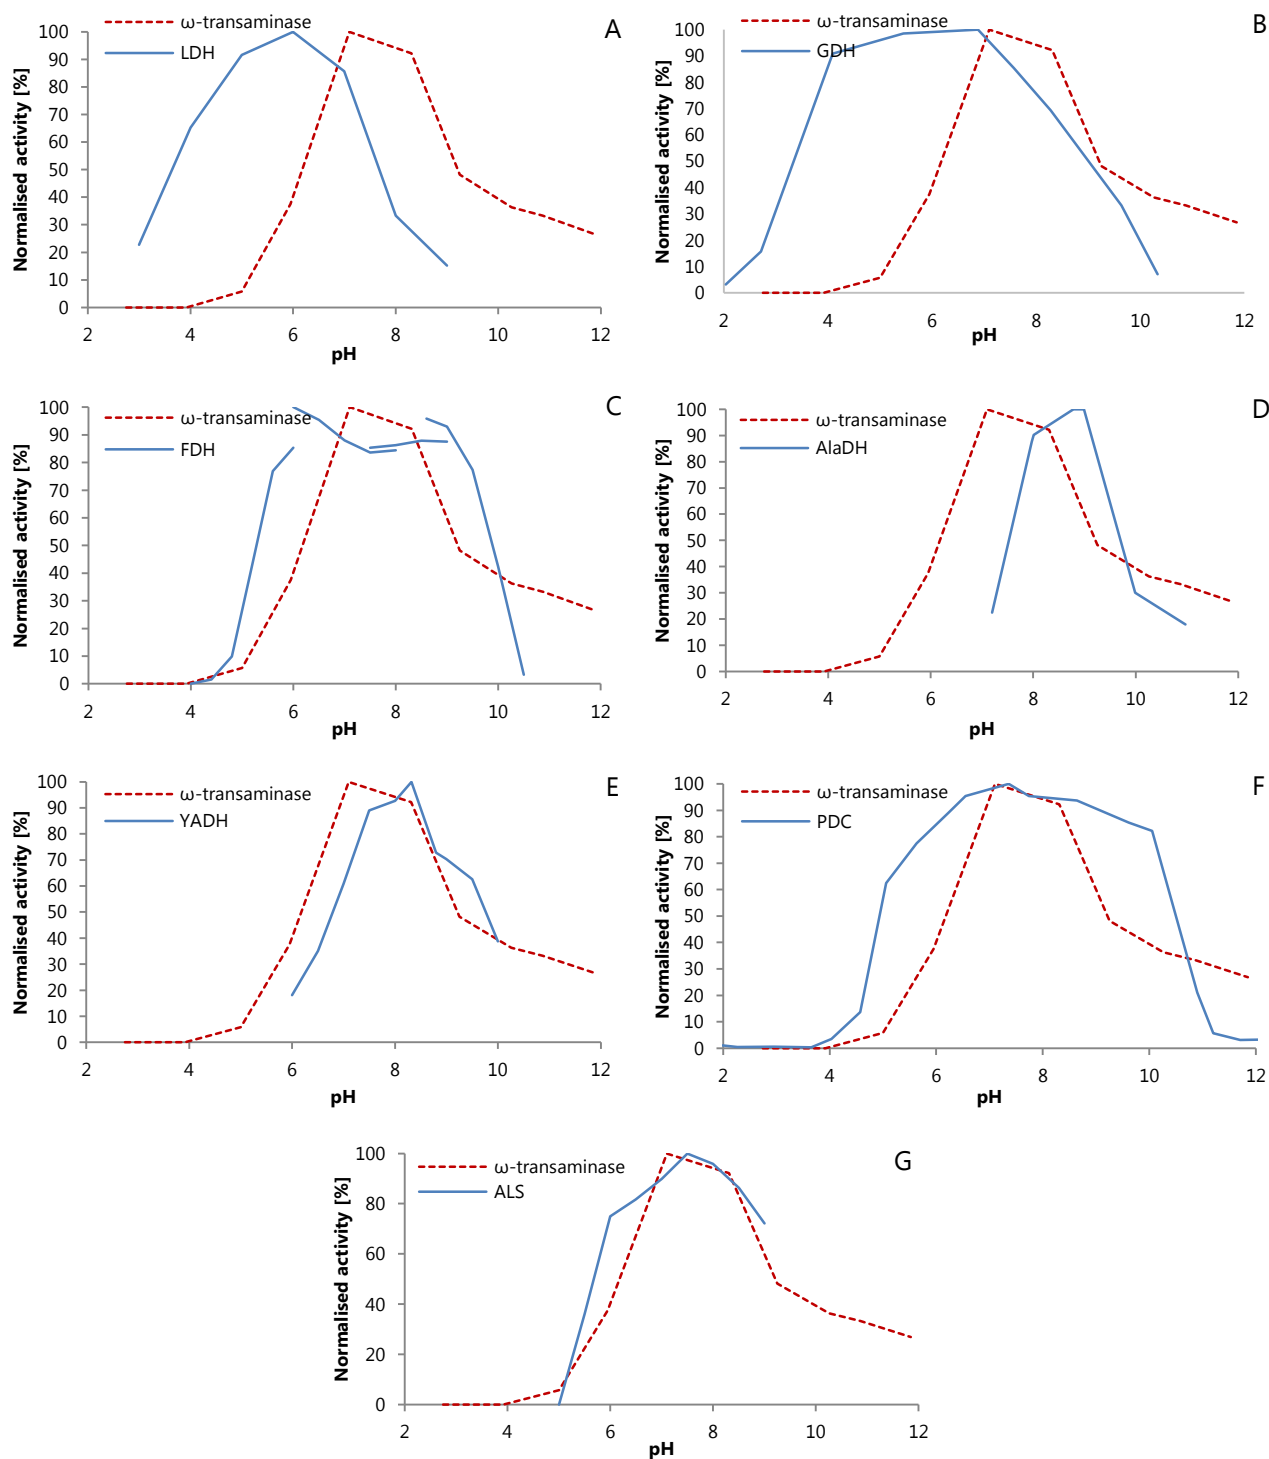 A
ω-transaminase
LDH
Normalised activity [%]
100
90
80
70
60
50
40
30
20
10
0
2 4 6 8 10 12
pH
B
ω-transaminase
GDH
Normalised activity [%]
100
90
80
70
60
50
40
30
20
10
0
2 4 6 8 10 12
pH
C
ω-transaminase
FDH
Normalised activity [%]
100
90
80
70
60
50
40
30
20
10
0
2 4 6 8 10 12
pH
D
ω-transaminase
AlaDH
Normalised activity [%]
100
90
80
70
60
50
40
30
20
10
0
2 4 6 8 10 12
pH
E
ω-transaminase
YADH
Normalised activity [%]
100
90
80
70
60
50
40
30
20
10
0
2 4 6 8 10 12
pH
F
ω-transaminase
PDC
Normalised activity [%]
100
90
80
70
60
50
40
30
20
10
0
2 4 6 8 10 12
pH
G
ω-transaminase
ALS
Normalised activity [%]
100
80
60
40
20
0
2 4 6 8 10 12
pH